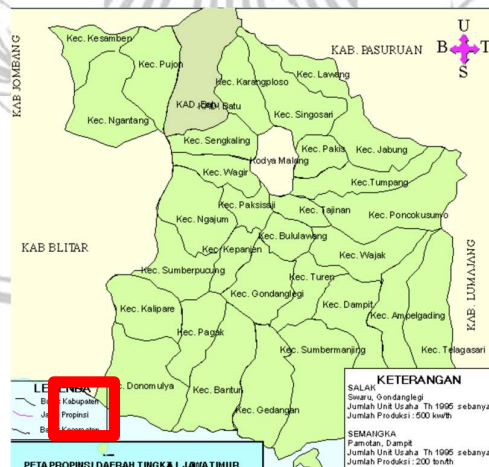 U
B T
S
KAB JOMBANG
KAB. PASURUAN
Kec. Kesamben
Kec. Pujon
Kec. Lawang
Kec. Karangploso
Batu
Kec. Singosari
Kec. Ngantang
Kec. Sengkaling
Kec. Pakis
Kec. Jabung
Kodya Malang
Kec. Wagir
Kec.Tumpang
Kec. Paksisaji
Kec. Tajinan
Kec. Poncokusumo
Kec. Ngajum
Kec. Bululawang
KAB BLITAR
Kec. Kepanjen
Kec. Wajak
KAB. LUMAJANG
Kec. Sumberpucung
Kec. Turen
Kec. Gondanglegi
Kec. Kalipare
Kec. Dampit
Kec. Ampelgading
Kec. Pagak
Kec. Sumbermanjing
Kec. Telagasari
Kec. Donomulya
Kec. Bantur
Kec. Gedangan
Kabupaten
Propinsi
Kecamatan
PETA PROPINSI DAERAH TINGKAT I JAWA TIMUR
KETERANGAN
SALAK
Swaru, Gondanglegi
Jumlah Unit Usaha Th 1995 sebanya
Jumlah Produksi : 500 kw/th
SEMANGKA
Pamotan, Dampit
Jumlah Unit Usaha Th 1995 sebanya
Jumlah Produksi : 200 ton/th